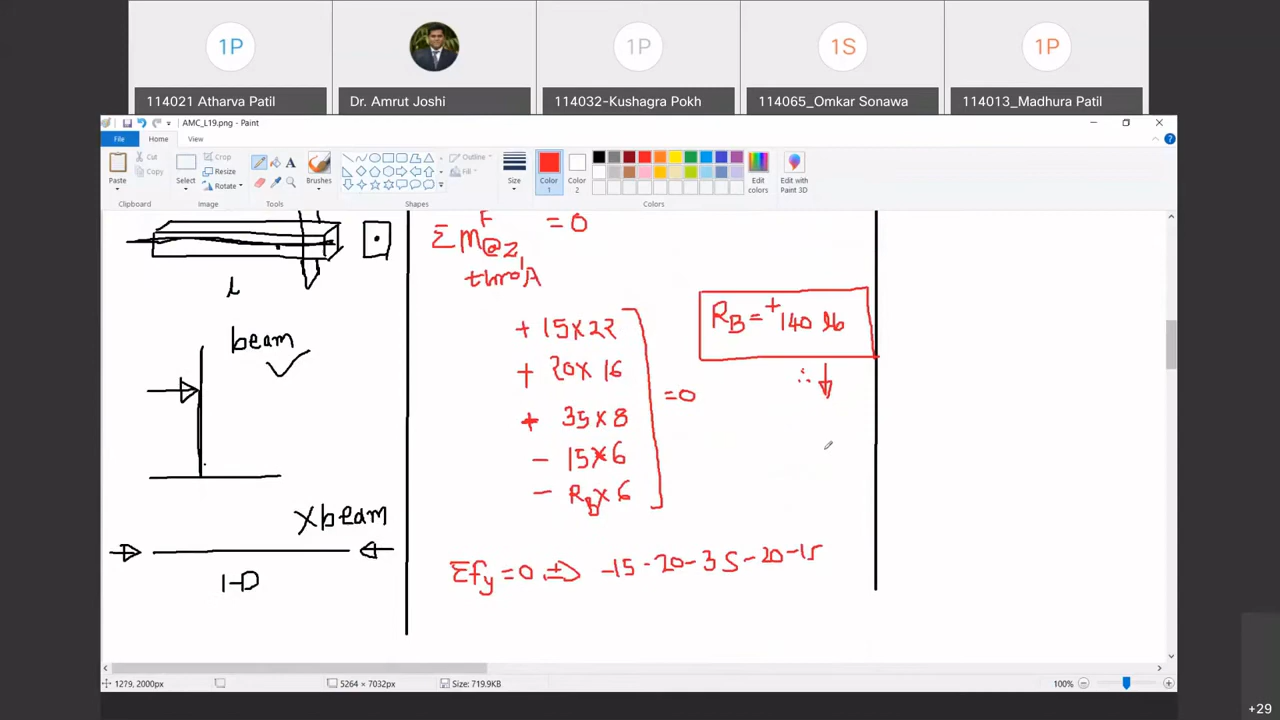 1P
1P
1S
1P
114021 Atharva Patil
Dr. Amrut Joshi
114032-Kushagra Pokh
114065_Omkar Sonawa
114013_Madhura Patil
AMC_L19.png - Paint
File
Home
View
Paste
Cut
Copy
Clipboard
Select
Crop
Resize
Rotate
Image
A
Tools
Brushes
Outline
Fill
Shapes
Size
Color
1
Color
2
Edit
colors
Edit with
Paint 3D
Colors
L
beam
X beam
1-D
ΣM F @Z' = 0
thro' A
+ 15×22
+ 20×16
+ 35×8
- 15×6
- RB×6
=0
RB = +140 lb
∴ ↓
Σfy = 0 ⇒ -15-20-35-20-15
1279, 2000px
5264 × 7032px
Size: 719.9KB
100%
+29